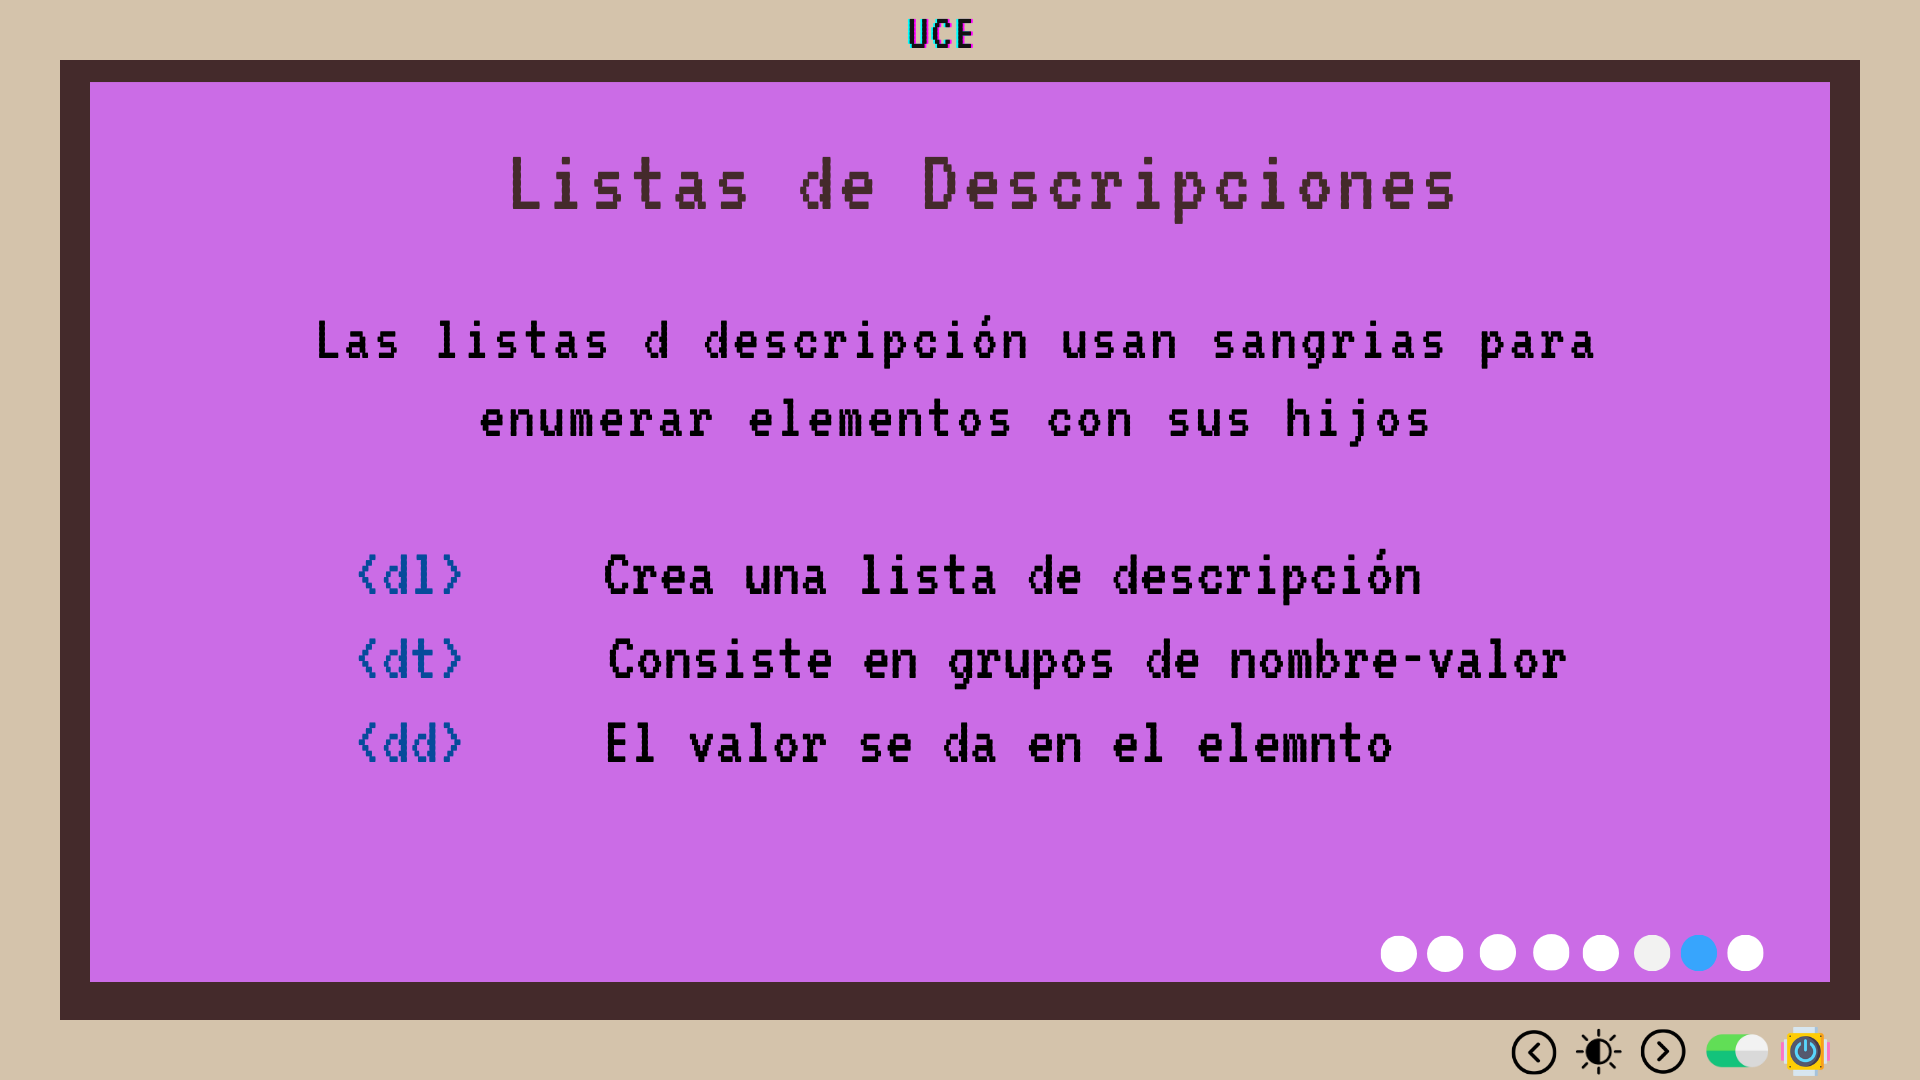 UCE
Listas de Descripciones
Las listas d descripción usan sangrias para
enumerar elementos con sus hijos
<dl> Crea una lista de descripción
<dt> Consiste en grupos de nombre-valor
<dd> El valor se da en el elemnto